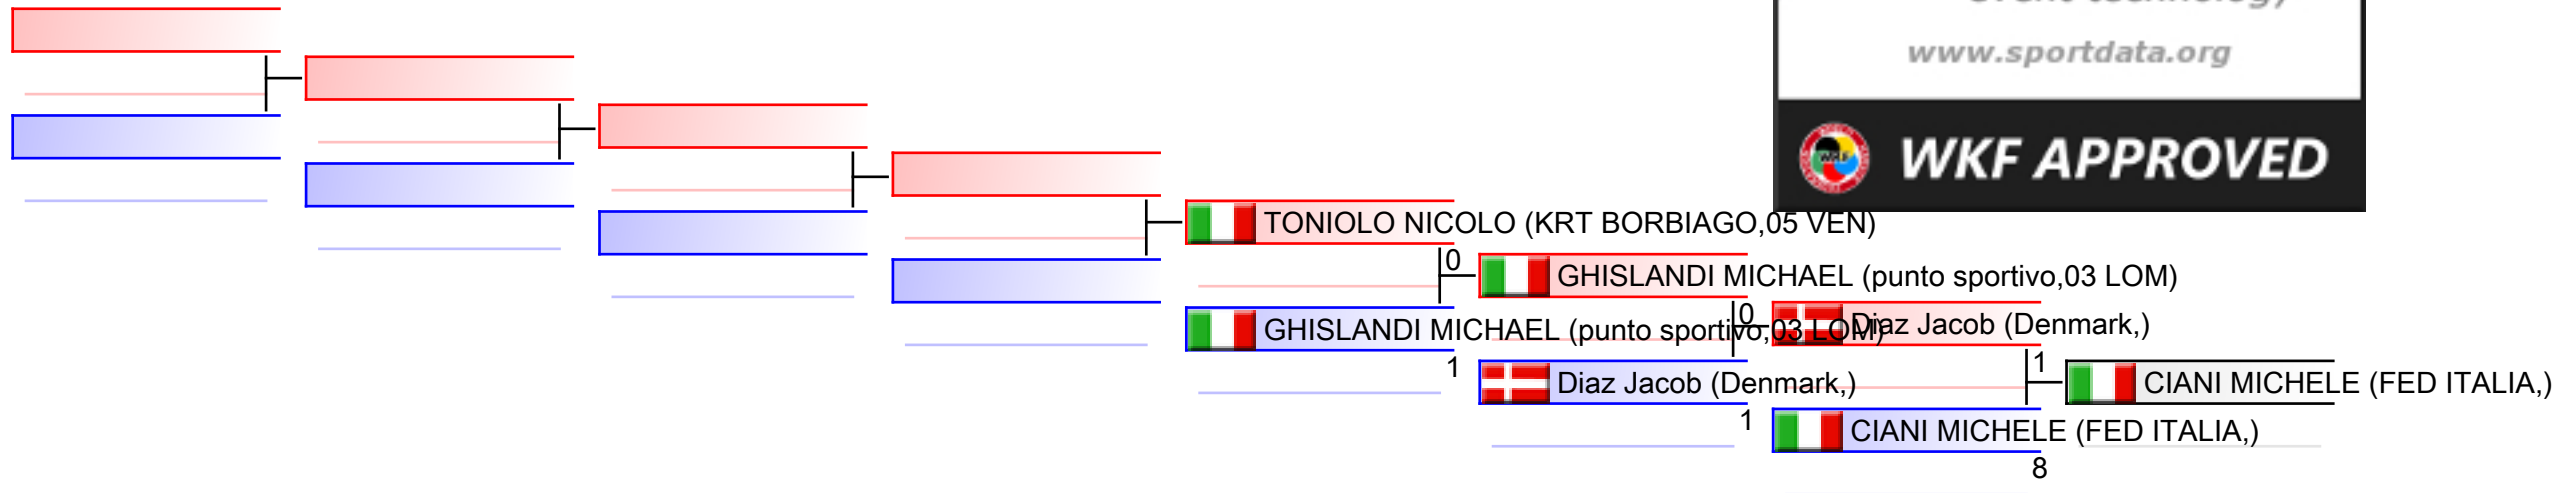 event technology
www.sportdata.org
WKF APPROVED
TONIOLO NICOLO (KRT BORBIAGO,05 VEN)
0
GHISLANDI MICHAEL (punto sportivo,03 LOM)
GHISLANDI MICHAEL (punto sportivo,03 LOM)
1
0
Diaz Jacob (Denmark,)
Diaz Jacob (Denmark,)
1
1
CIANI MICHELE (FED ITALIA,)
CIANI MICHELE (FED ITALIA,)
8